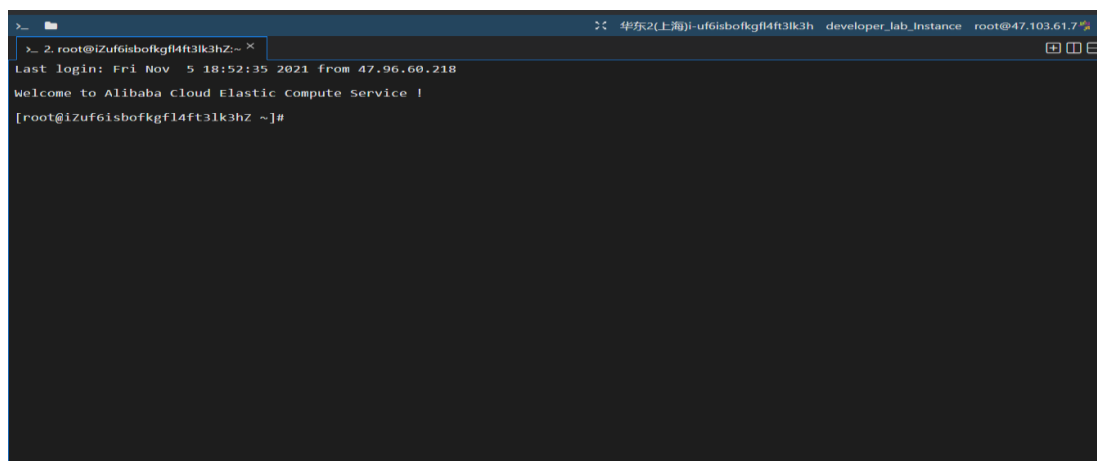 >_ 华东2(上海)i-uf6isbofkgfl4ft3lk3h developer_lab_Instance root@47.103.61.7
>_ 2. root@iZuf6isbofkgfl4ft3lk3hZ:~ ×
Last login: Fri Nov  5 18:52:35 2021 from 47.96.60.218
Welcome to Alibaba Cloud Elastic Compute Service !
[root@iZuf6isbofkgfl4ft3lk3hZ ~]#